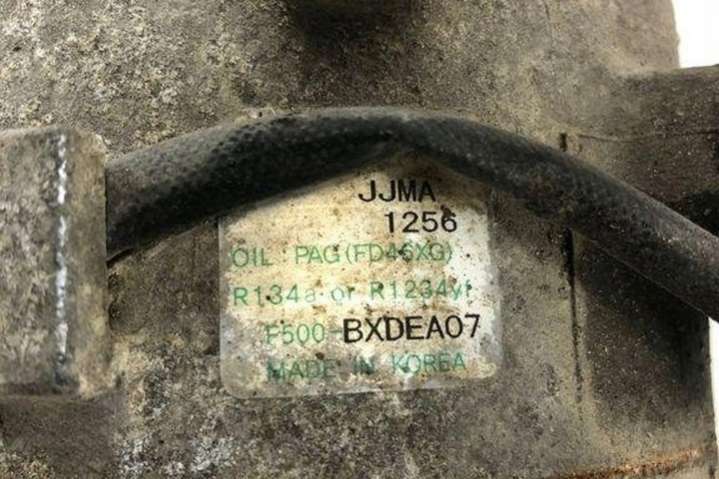 JJMA
1256
OIL : PAG(FD46XG)
R134a or R1234yf
F500-BXDEA07
MADE IN KOREA